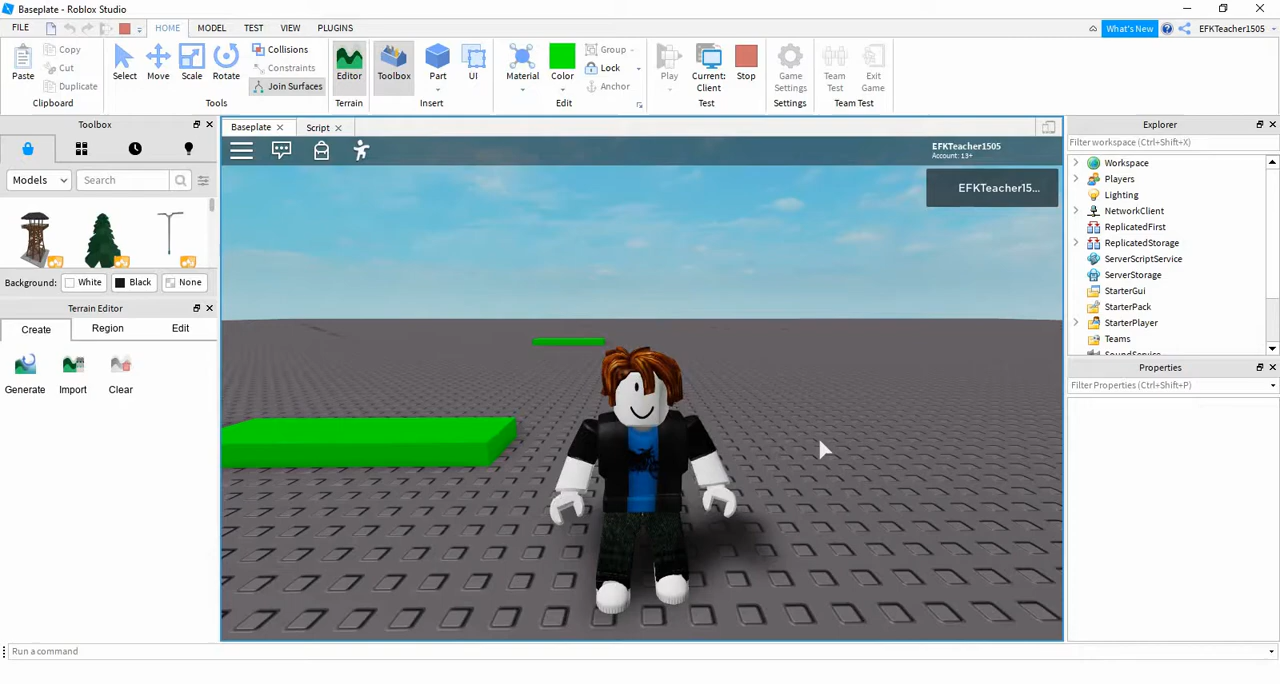 Baseplate - Roblox Studio
FILE HOME MODEL TEST VIEW PLUGINS What's New EFKTeacher1505
Paste Copy Cut Duplicate
Select Move Scale Rotate
Collisions Constraints Join Surfaces
Editor Toolbox Part UI
Material Color Group Lock Anchor
Play Current: Client Stop
Game Settings Team Test Exit Game
Clipboard Tools Terrain Insert Edit Test Settings Team Test
Toolbox
Models Search
Background: White Black None
Terrain Editor
Create Region Edit
Generate Import Clear
Baseplate Script
EFKTeacher1505
Account: 13+
EFKTeacher15...
Explorer
Filter workspace (Ctrl+Shift+X)
Workspace
Players
Lighting
NetworkClient
ReplicatedFirst
ReplicatedStorage
ServerScriptService
ServerStorage
StarterGui
StarterPack
StarterPlayer
Teams
SoundService
Properties
Filter Properties (Ctrl+Shift+P)
Run a command